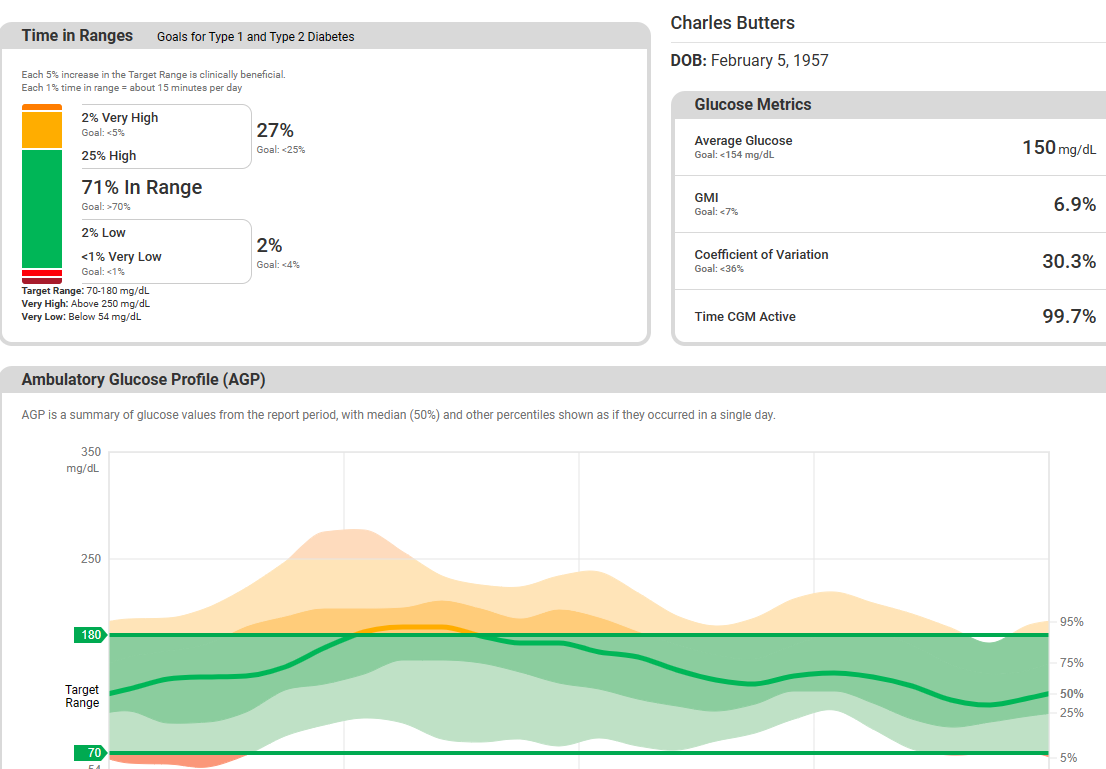 Time in Ranges Goals for Type 1 and Type 2 Diabetes
Each 5% increase in the Target Range is clinically beneficial.
Each 1% time in range = about 15 minutes per day
2% Very High
Goal: <5%
25% High
27%
Goal: <25%
71% In Range
Goal: >70%
2% Low
<1% Very Low
Goal: <1%
2%
Goal: <4%
Target Range: 70-180 mg/dL
Very High: Above 250 mg/dL
Very Low: Below 54 mg/dL
Charles Butters
DOB: February 5, 1957
Glucose Metrics
Average Glucose
Goal: <154 mg/dL
150 mg/dL
GMI
Goal: <7%
6.9%
Coefficient of Variation
Goal: <36%
30.3%
Time CGM Active
99.7%
Ambulatory Glucose Profile (AGP)
AGP is a summary of glucose values from the report period, with median (50%) and other percentiles shown as if they occurred in a single day.
350
mg/dL
250
180
Target
Range
70
54
95%
75%
50%
25%
5%